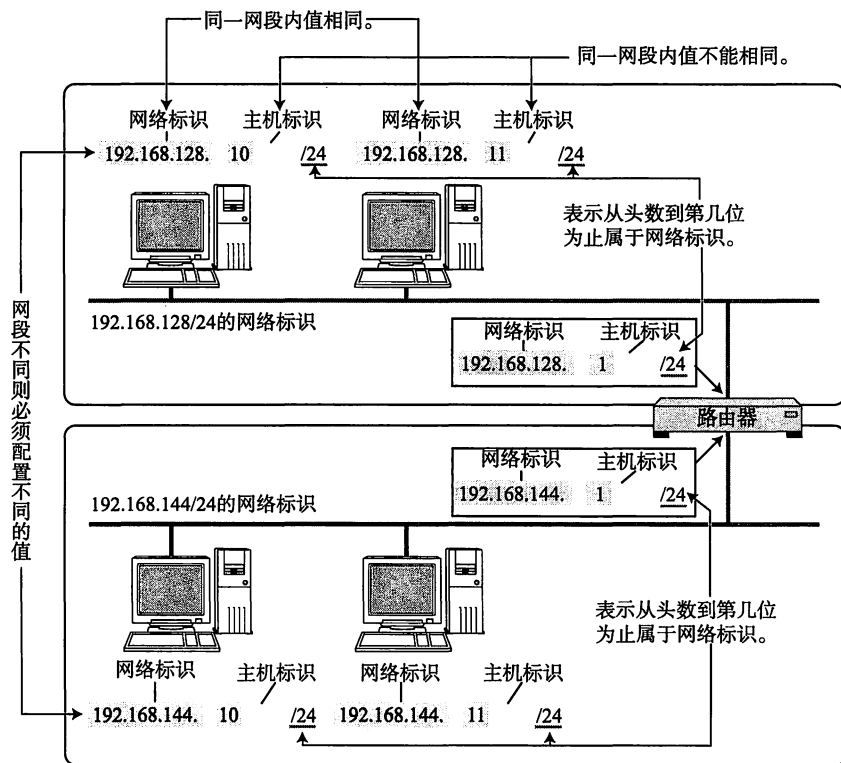 同一网段内值相同。
同一网段内值不能相同。
网络标识 主机标识 网络标识 主机标识
192.168.128. 10 /24 192.168.128. 11 /24
表示从头数到第几位
为止属于网络标识。
192.168.128/24的网络标识
网络标识 主机标识
192.168.128. 1 /24
路由器
网段不同则必须配置不同的值
网络标识 主机标识
192.168.144. 1 /24
192.168.144/24的网络标识
表示从头数到第几位
为止属于网络标识。
网络标识 主机标识 网络标识 主机标识
192.168.144. 10 /24 192.168.144. 11 /24